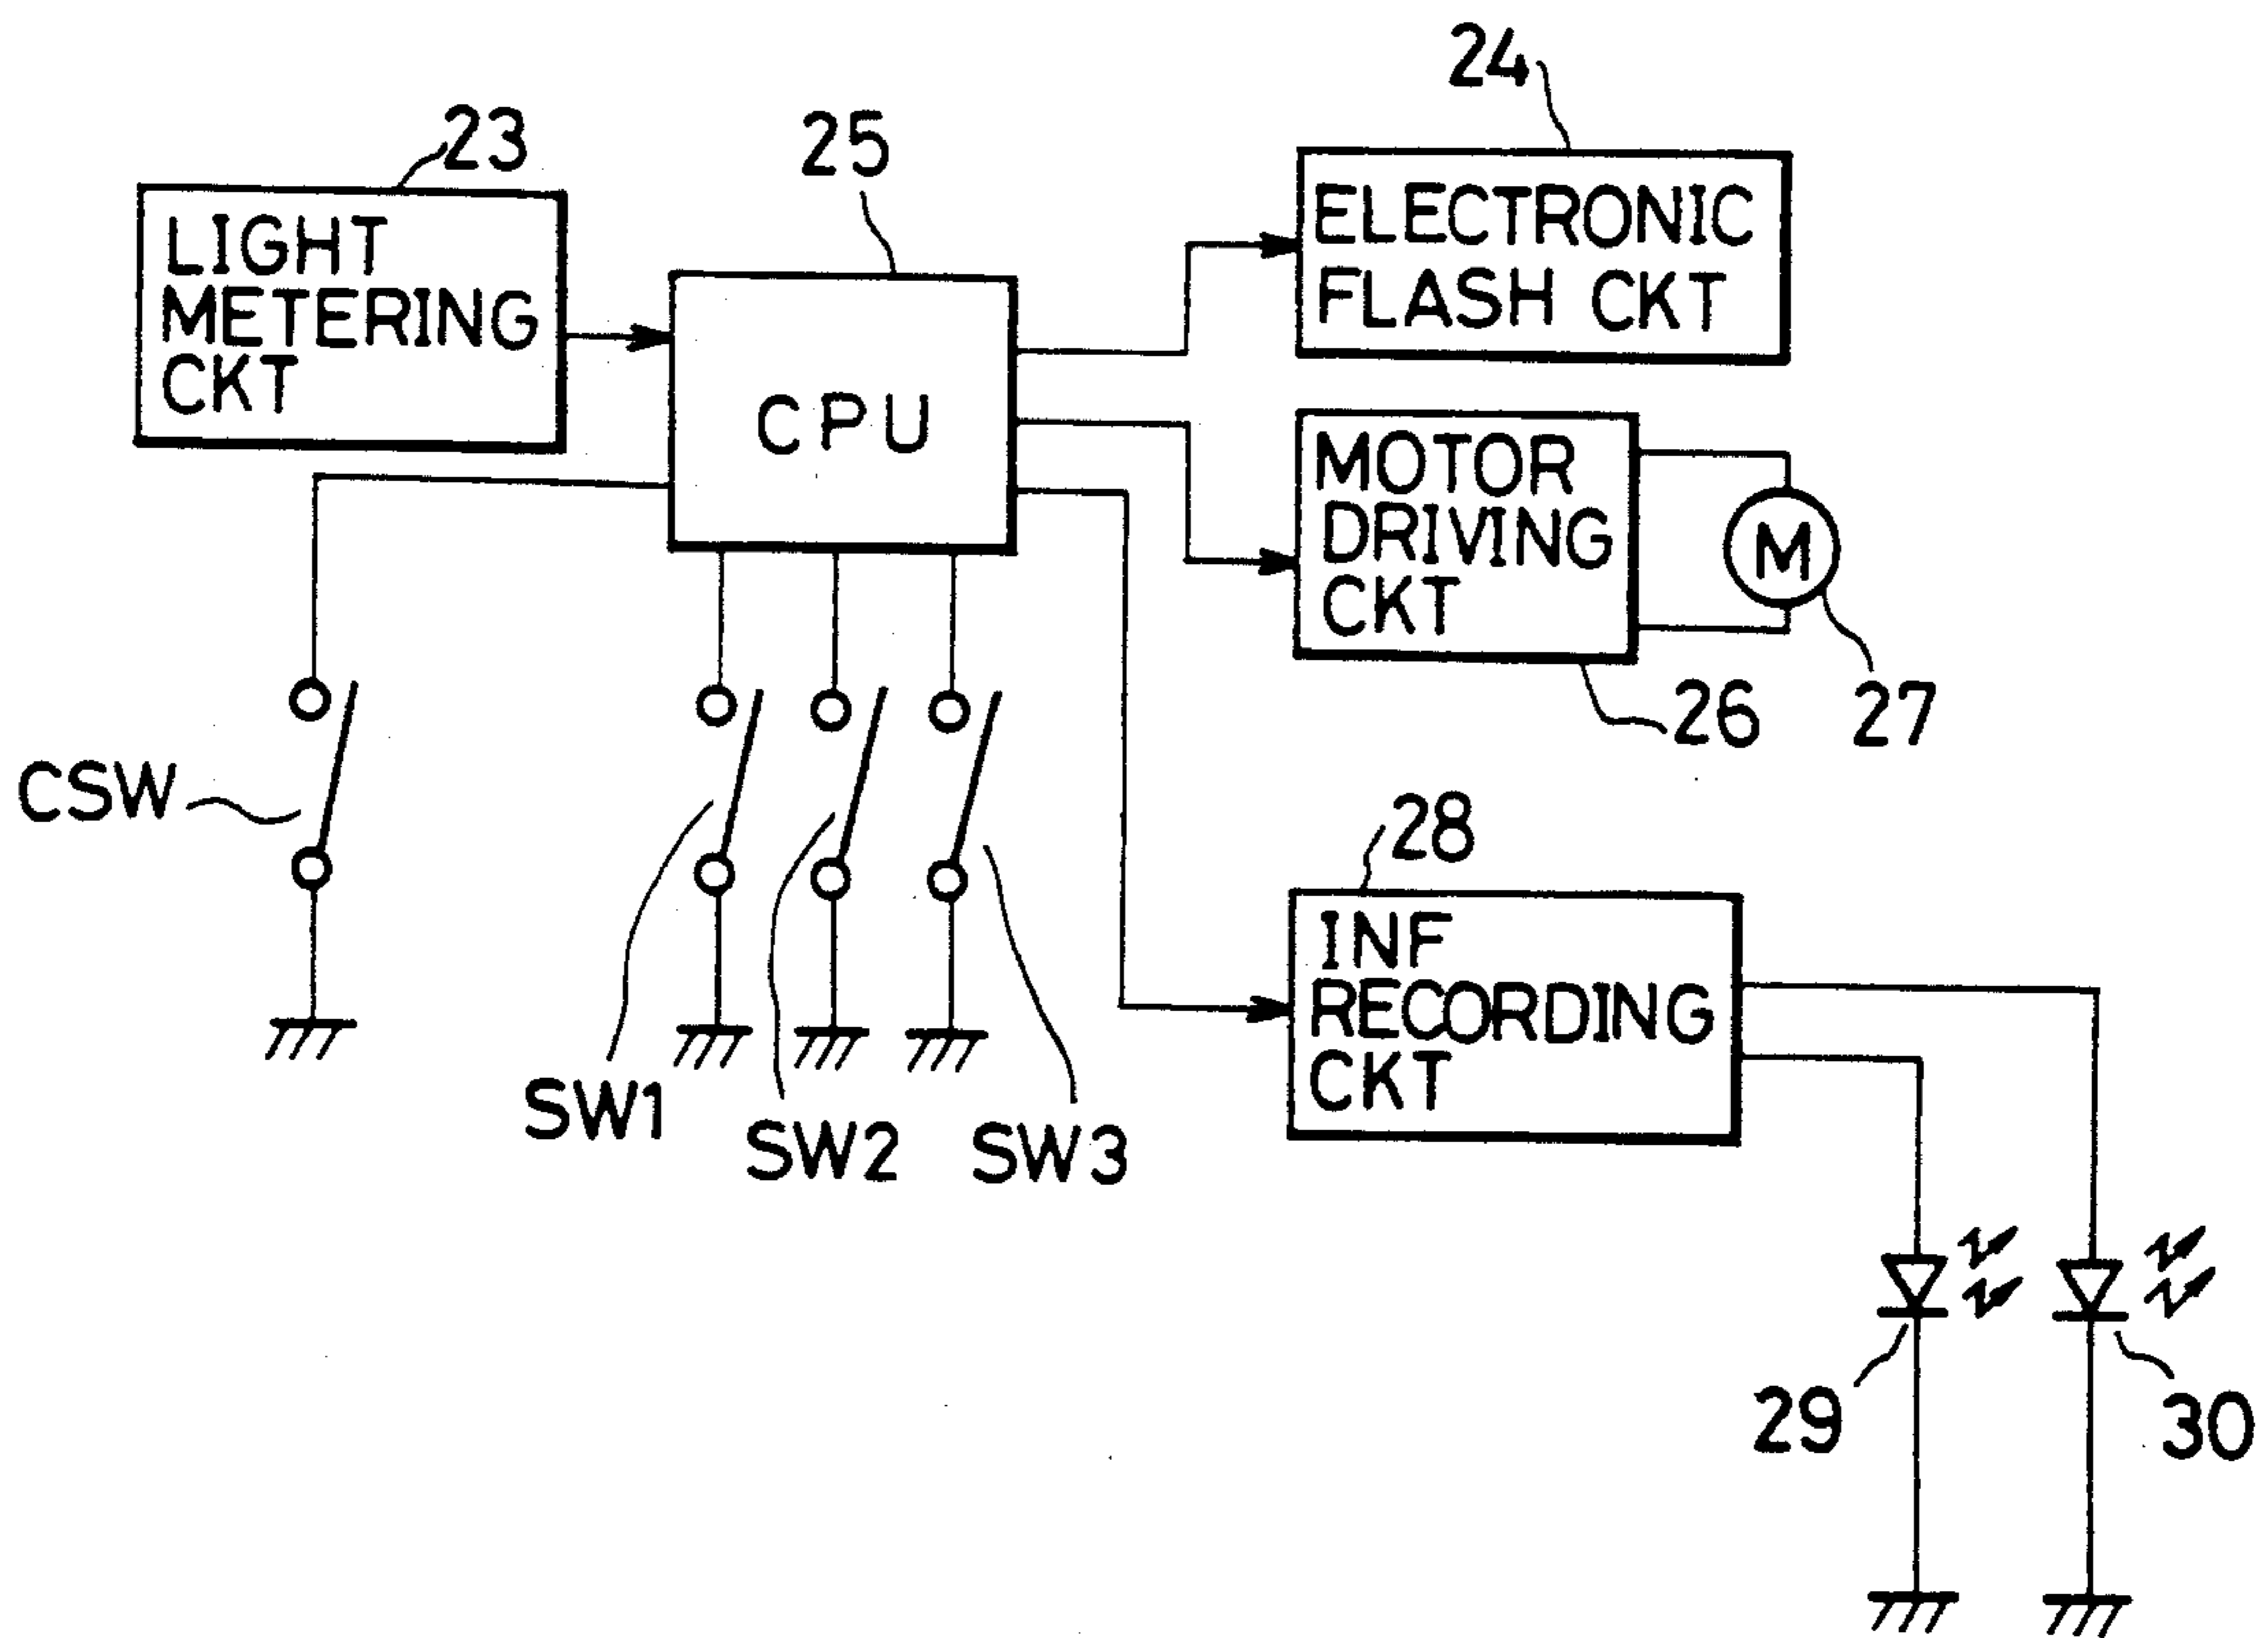 24
23
25
LIGHT
METERING
CKT
ELECTRONIC
FLASH CKT
CPU
MOTOR
DRIVING
CKT
M
26
27
CSW
28
INF
RECORDING
CKT
SW1
SW2
SW3
29
30